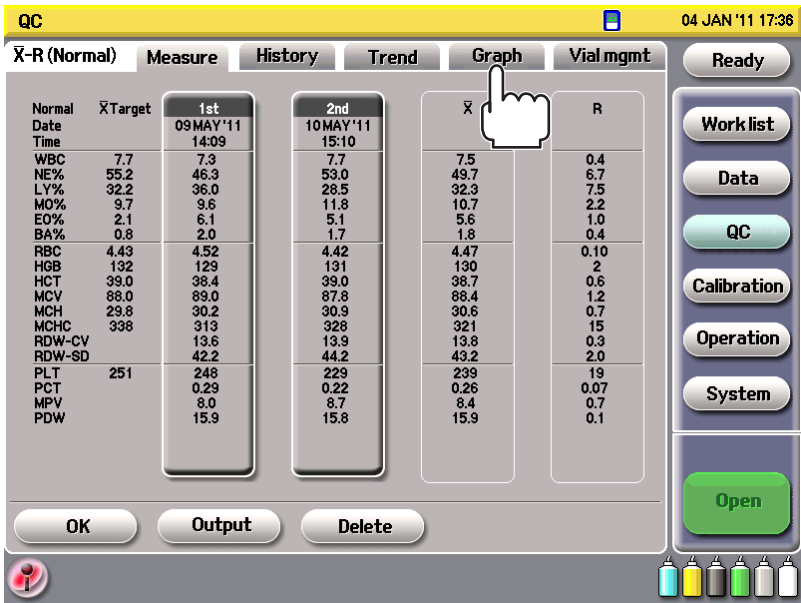 QC 04 JAN '11 17:36
X̅-R (Normal) Measure History Trend Graph Vial mgmt Ready
Normal X̅Target 1st 2nd X̅ R
Date 09MAY'11 10MAY'11
Time 14:09 15:10
WBC 7.7 7.3 7.7 7.5 0.4
NE% 55.2 46.3 53.0 49.7 6.7
LY% 32.2 36.0 28.5 32.3 7.5
MO% 9.7 9.6 11.8 10.7 2.2
EO% 2.1 6.1 5.1 5.6 1.0
BA% 0.8 2.0 1.7 1.8 0.4
RBC 4.43 4.52 4.42 4.47 0.10
HGB 132 129 131 130 2
HCT 39.0 38.4 39.0 38.7 0.6
MCV 88.0 89.0 87.8 88.4 1.2
MCH 29.8 30.2 30.9 30.6 0.7
MCHC 338 313 328 321 15
RDW-CV 13.6 13.9 13.8 0.3
RDW-SD 42.2 44.2 43.2 2.0
PLT 251 248 229 239 19
PCT 0.29 0.22 0.26 0.07
MPV 8.0 8.7 8.4 0.7
PDW 15.9 15.8 15.9 0.1
OK Output Delete
Work list
Data
QC
Calibration
Operation
System
Open